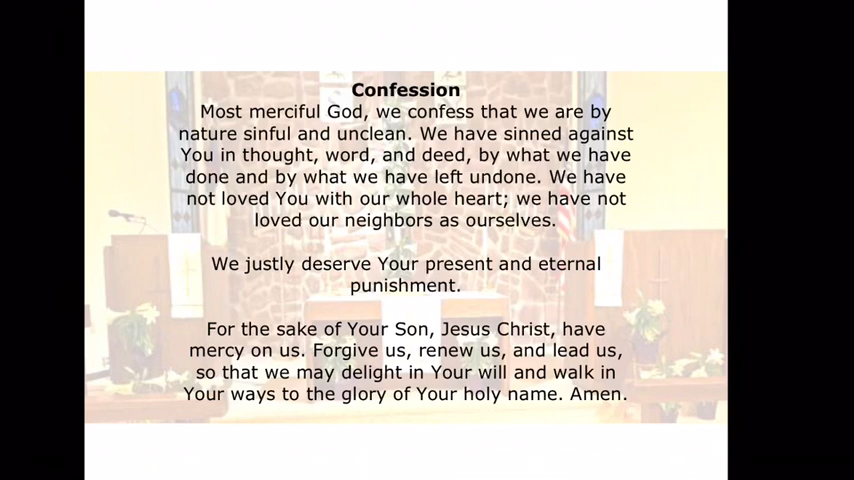 Confession
Most merciful God, we confess that we are by
nature sinful and unclean. We have sinned against
You in thought, word, and deed, by what we have
done and by what we have left undone. We have
not loved You with our whole heart; we have not
loved our neighbors as ourselves.
We justly deserve Your present and eternal
punishment.
For the sake of Your Son, Jesus Christ, have
mercy on us. Forgive us, renew us, and lead us,
so that we may delight in Your will and walk in
Your ways to the glory of Your holy name. Amen.